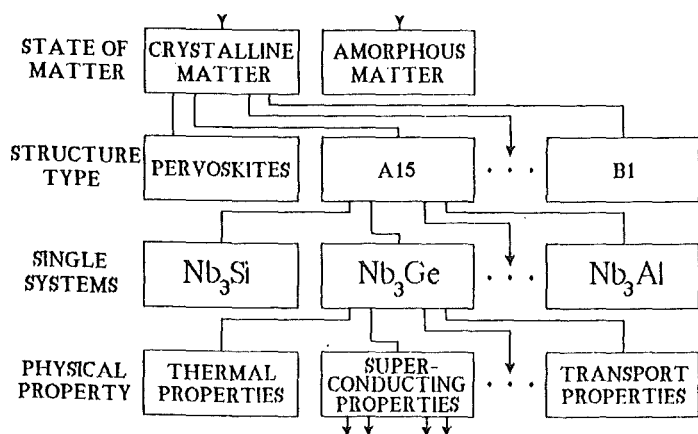 STATE OF MATTER
CRYSTALLINE MATTER
AMORPHOUS MATTER
STRUCTURE TYPE
PERVOSKITES
A15
. . .
B1
SINGLE SYSTEMS
Nb₃Si
Nb₃Ge
. . .
Nb₃Al
PHYSICAL PROPERTY
THERMAL PROPERTIES
SUPER-
CONDUCTING
PROPERTIES
. . .
TRANSPORT PROPERTIES